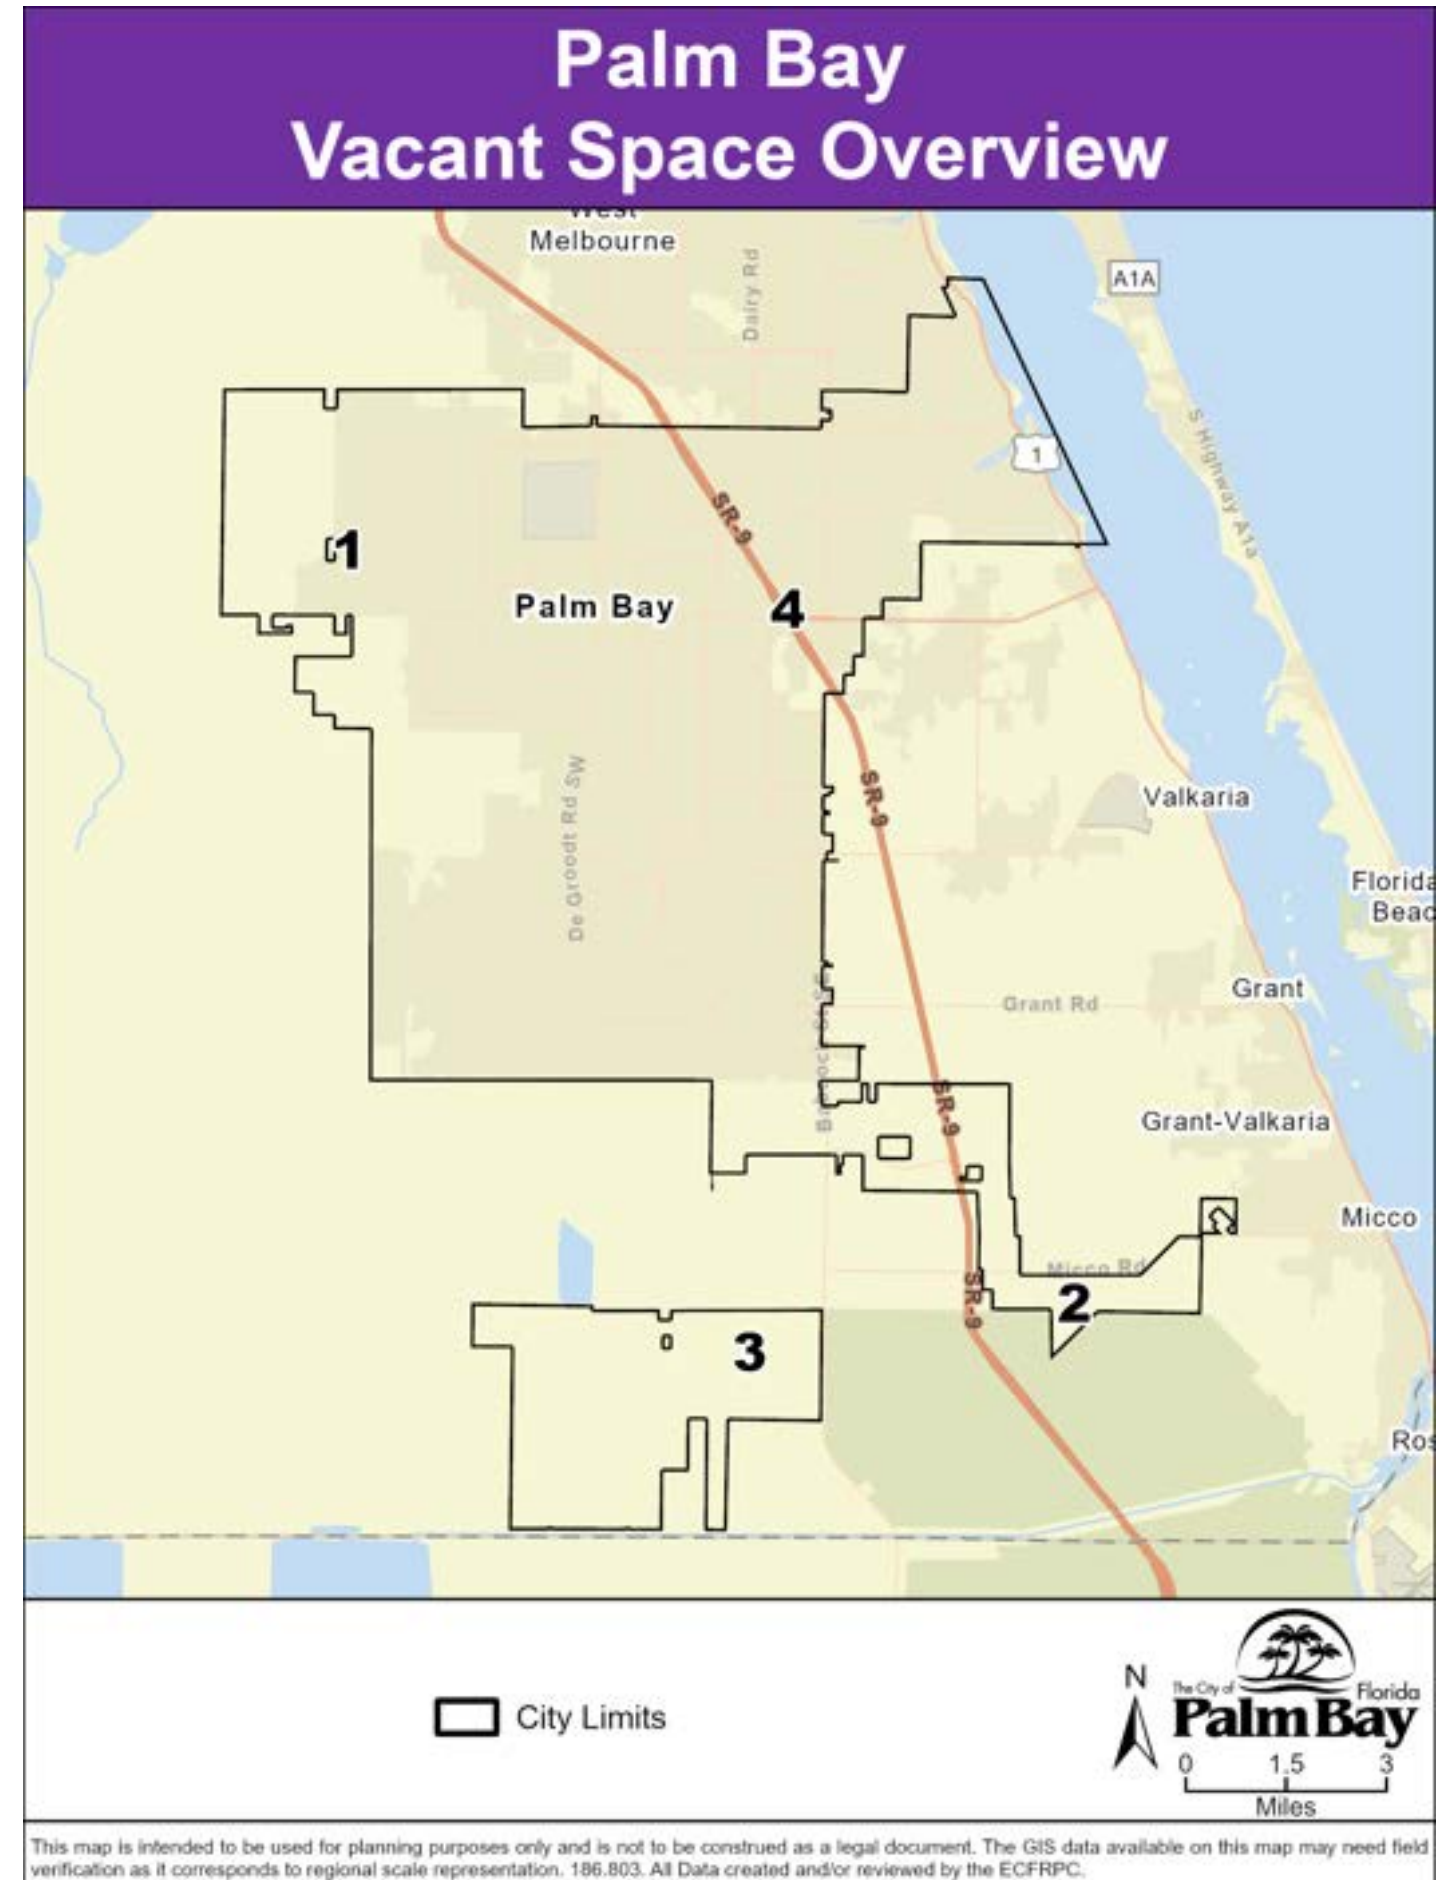 Palm Bay
Vacant Space Overview
West
Melbourne
Dairy Rd
A1A
S Highway A1a
1
SR-9
1
Palm Bay
4
De Groodt Rd SW
SR-9
Valkaria
Florida
Beac
Grant
Grant Rd
SR-9
Grant-Valkaria
Micco
Micco Rd
SR-9
2
3
Ros
City Limits
N
The City of
Florida
Palm Bay
0 1.5 3
Miles
This map is intended to be used for planning purposes only and is not to be construed as a legal document. The GIS data available on this map may need field
verification as it corresponds to regional scale representation. 186.803. All Data created and/or reviewed by the ECFRPC.